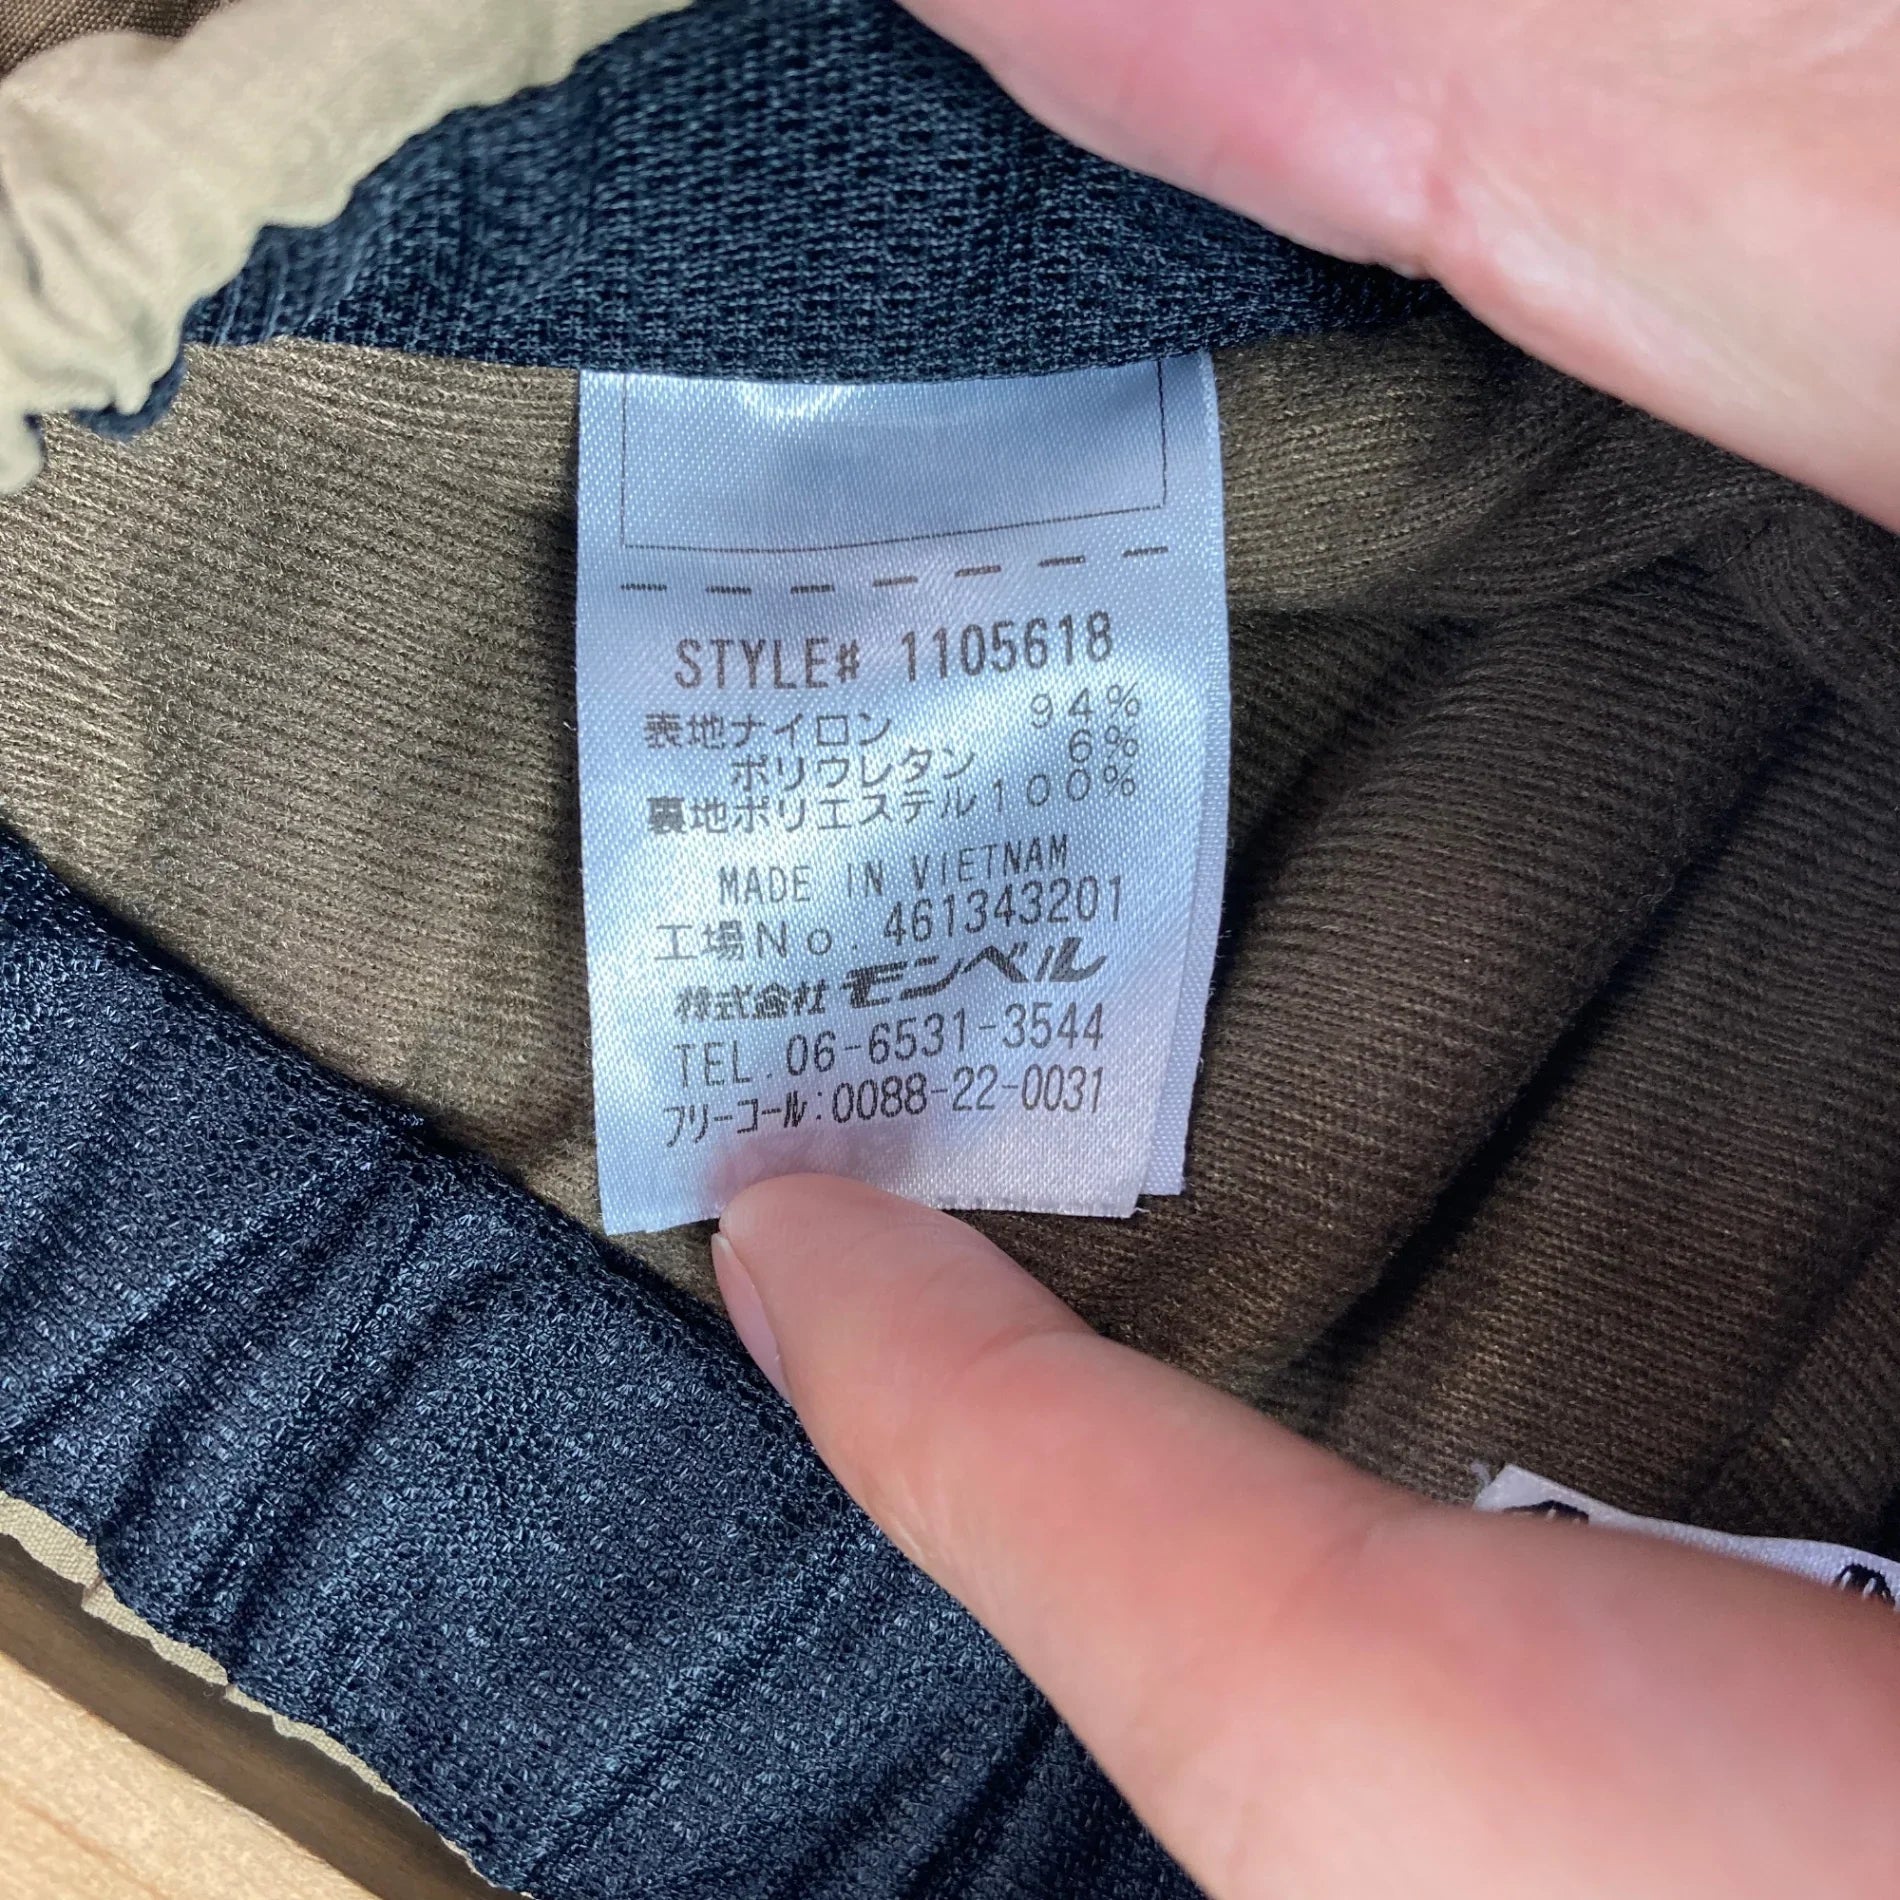 STYLE# 1105618
表地ナイロン 94%
ポリウレタン 6%
裏地ポリエステル100%
MADE IN VIETNAM
工場No. 461343201
株式会社 モンベル
TEL. 06-6531-3544
フリーコール:0088-22-0031